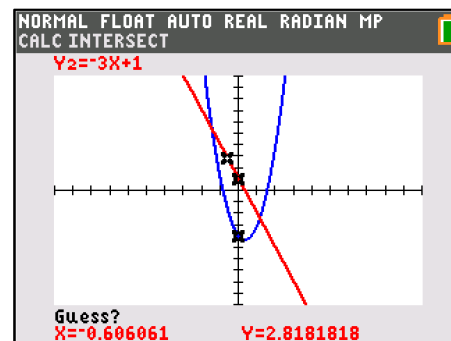 NORMAL FLOAT AUTO REAL RADIAN MP
CALC INTERSECT
Y₂=⁻3X+1
Guess?
X=⁻0.606061 Y=2.8181818